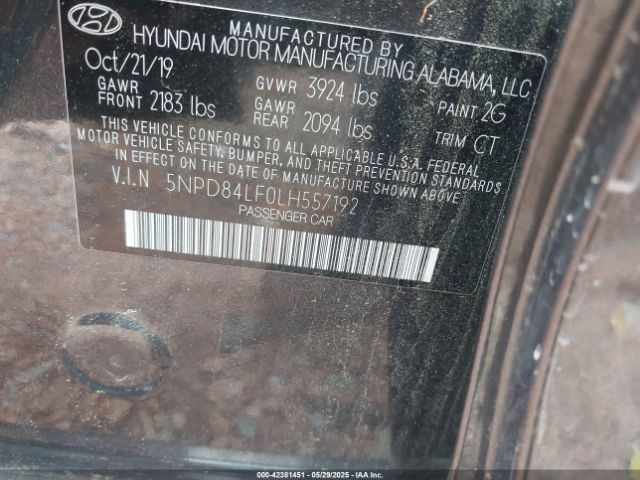 MANUFACTURED BY
HYUNDAI MOTOR MANUFACTURING ALABAMA, LLC
Oct/21/19 GVWR 3924 lbs PAINT 2G
GAWR FRONT 2183 lbs GAWR REAR 2094 lbs TRIM CT
THIS VEHICLE CONFORMS TO ALL APPLICABLE U.S.A. FEDERAL
MOTOR VEHICLE SAFETY, BUMPER, AND THEFT PREVENTION STANDARDS
IN EFFECT ON THE DATE OF MANUFACTURE SHOWN ABOVE.
V.I.N 5NPD84LF0LH557192
PASSENGER CAR
000-42381451 - 05/29/2025 - IAAI.COM